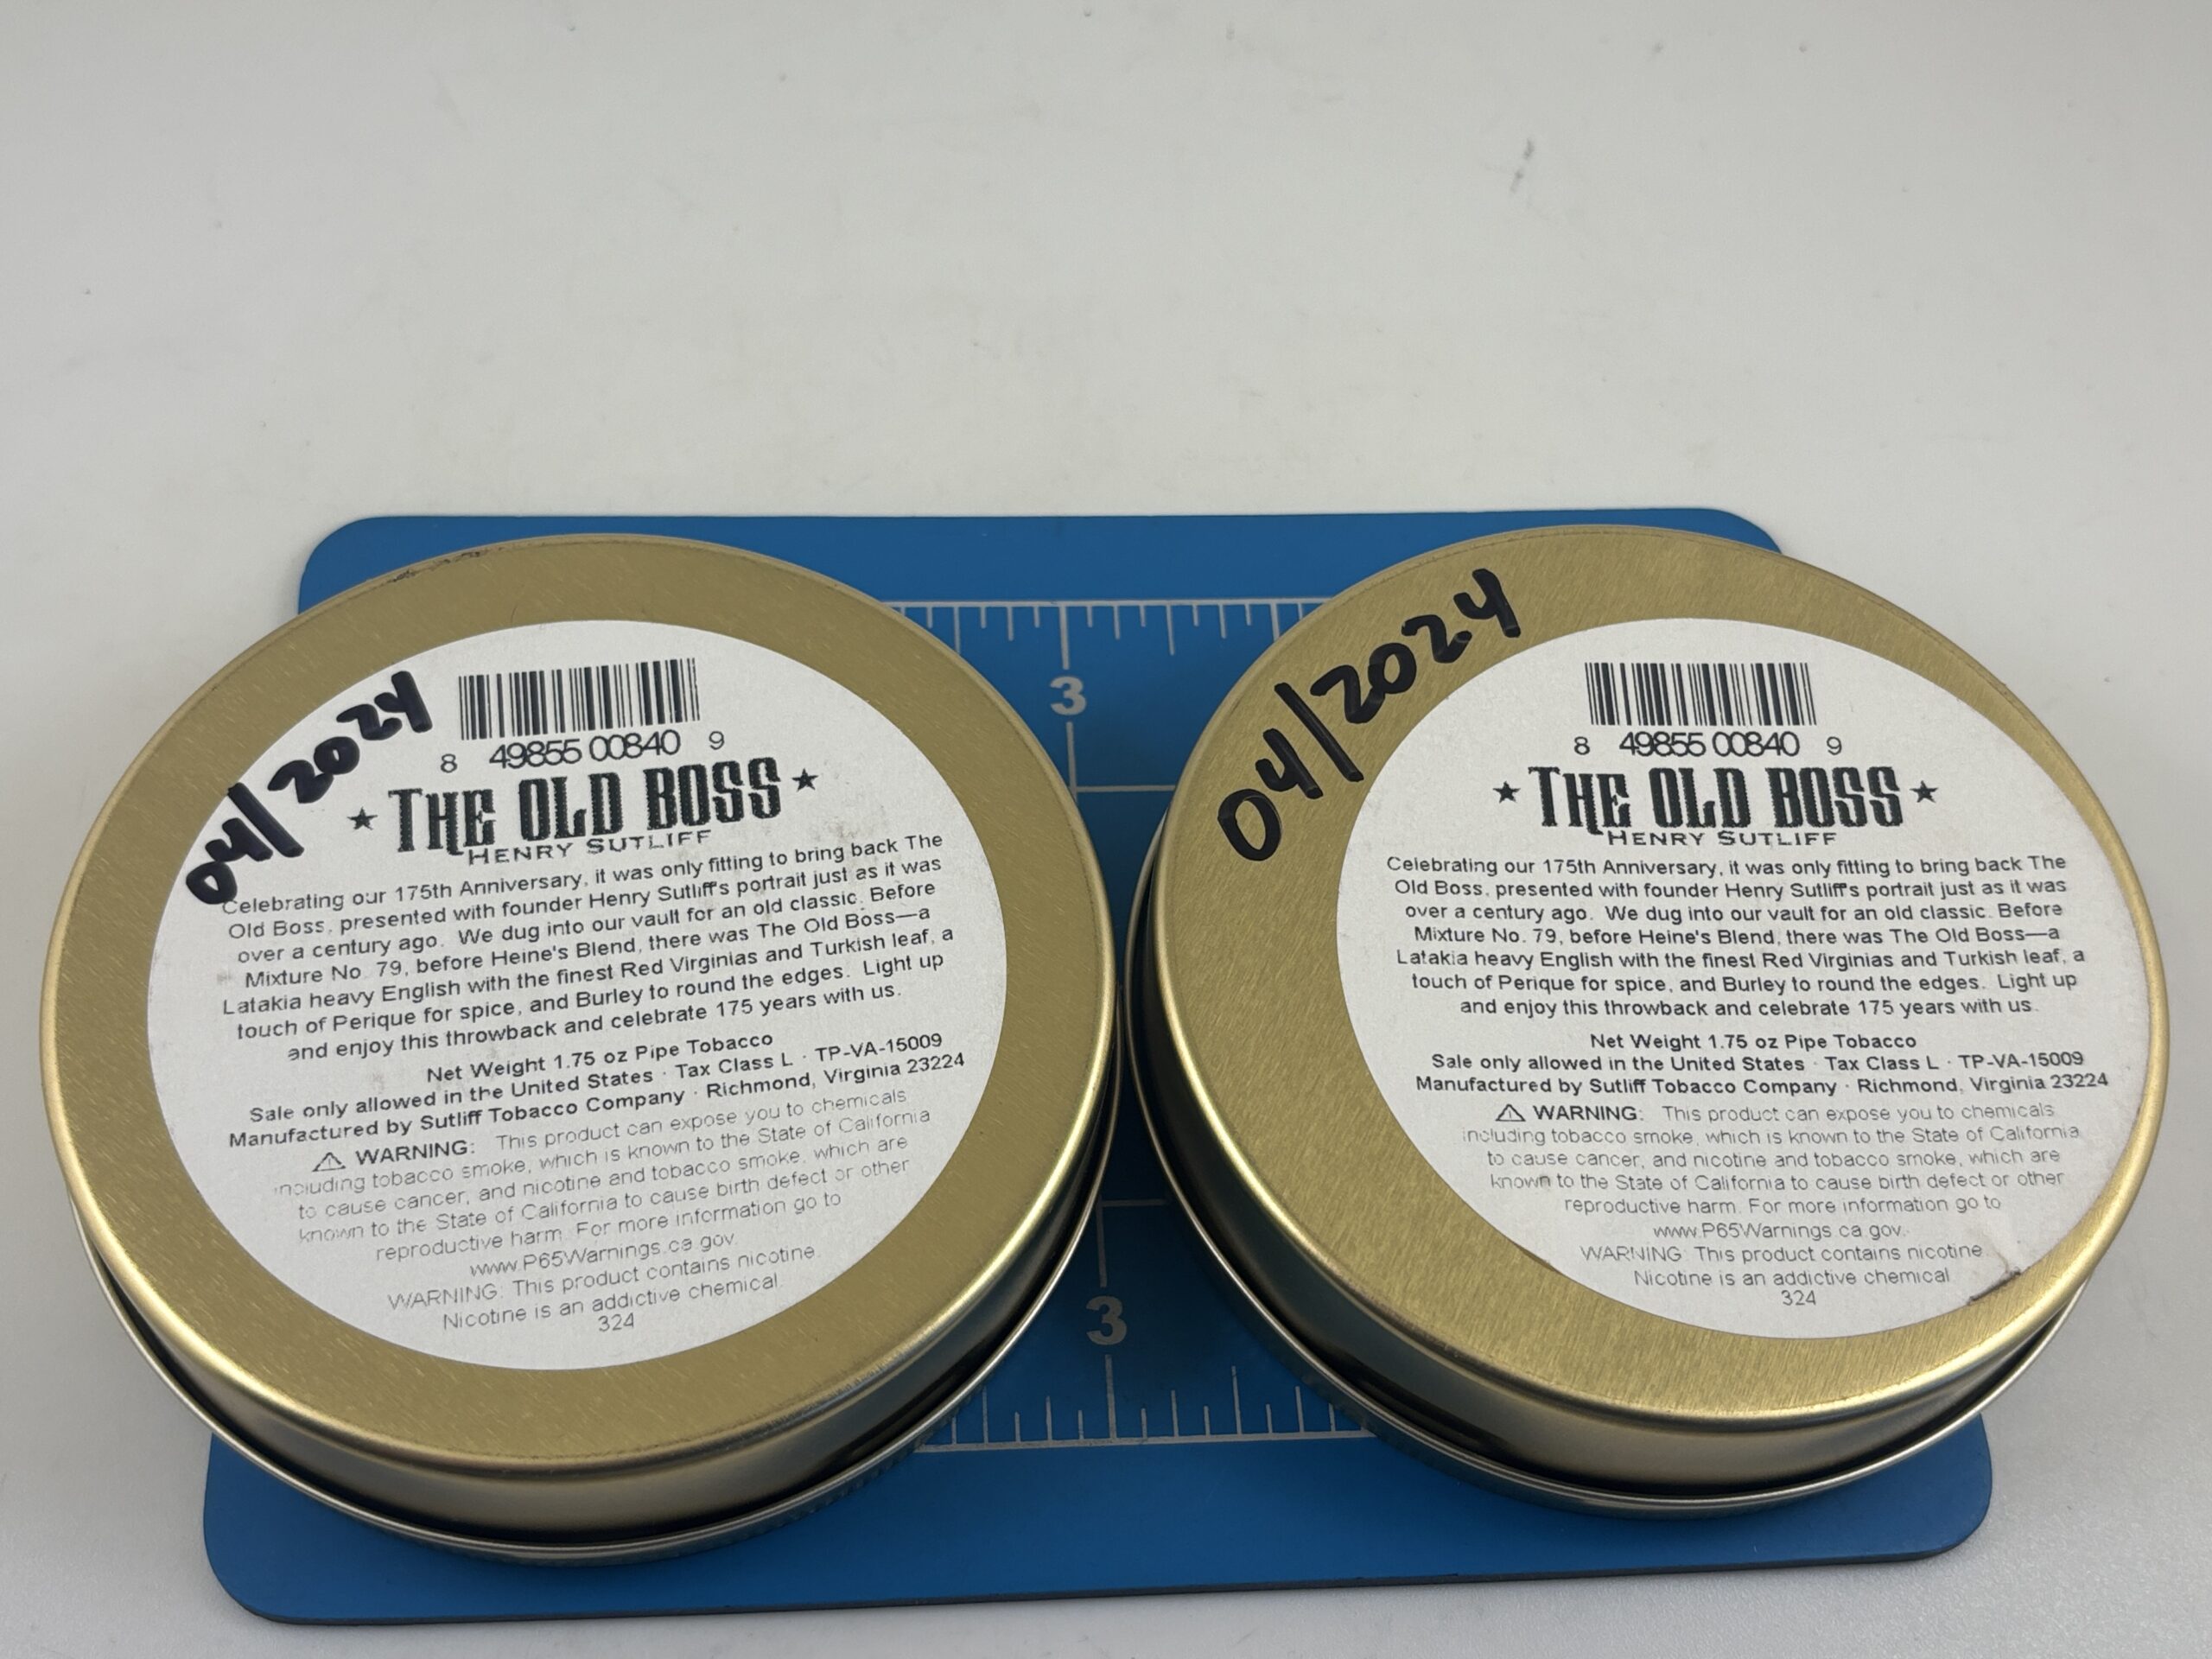 04/2024
8 49855 00840 9
THE OLD BOSS
HENRY SUTLIFF
Celebrating our 175th Anniversary, it was only fitting to bring back The
Old Boss, presented with founder Henry Sutliff's portrait just as it was
over a century ago. We dug into our vault for an old classic. Before
Mixture No. 79, before Heine's Blend, there was The Old Boss—a
Latakia heavy English with the finest Red Virginias and Turkish leaf, a
touch of Perique for spice, and Burley to round the edges. Light up
and enjoy this throwback and celebrate 175 years with us.
Net Weight 1.75 oz Pipe Tobacco
Sale only allowed in the United States · Tax Class L · TP-VA-15009
Manufactured by Sutliff Tobacco Company · Richmond, Virginia 23224
⚠ WARNING: This product can expose you to chemicals
including tobacco smoke, which is known to the State of California
to cause cancer, and nicotine and tobacco smoke, which are
known to the State of California to cause birth defect or other
reproductive harm. For more information go to
www.P65Warnings.ca.gov.
WARNING: This product contains nicotine.
Nicotine is an addictive chemical.
324
3
3
04/2024
8 49855 00840 9
THE OLD BOSS
HENRY SUTLIFF
Celebrating our 175th Anniversary, it was only fitting to bring back The
Old Boss, presented with founder Henry Sutliff's portrait just as it was
over a century ago. We dug into our vault for an old classic. Before
Mixture No. 79, before Heine's Blend, there was The Old Boss—a
Latakia heavy English with the finest Red Virginias and Turkish leaf, a
touch of Perique for spice, and Burley to round the edges. Light up
and enjoy this throwback and celebrate 175 years with us.
Net Weight 1.75 oz Pipe Tobacco
Sale only allowed in the United States · Tax Class L · TP-VA-15009
Manufactured by Sutliff Tobacco Company · Richmond, Virginia 23224
⚠ WARNING: This product can expose you to chemicals
including tobacco smoke, which is known to the State of California
to cause cancer, and nicotine and tobacco smoke, which are
known to the State of California to cause birth defect or other
reproductive harm. For more information go to
www.P65Warnings.ca.gov.
WARNING: This product contains nicotine.
Nicotine is an addictive chemical
324